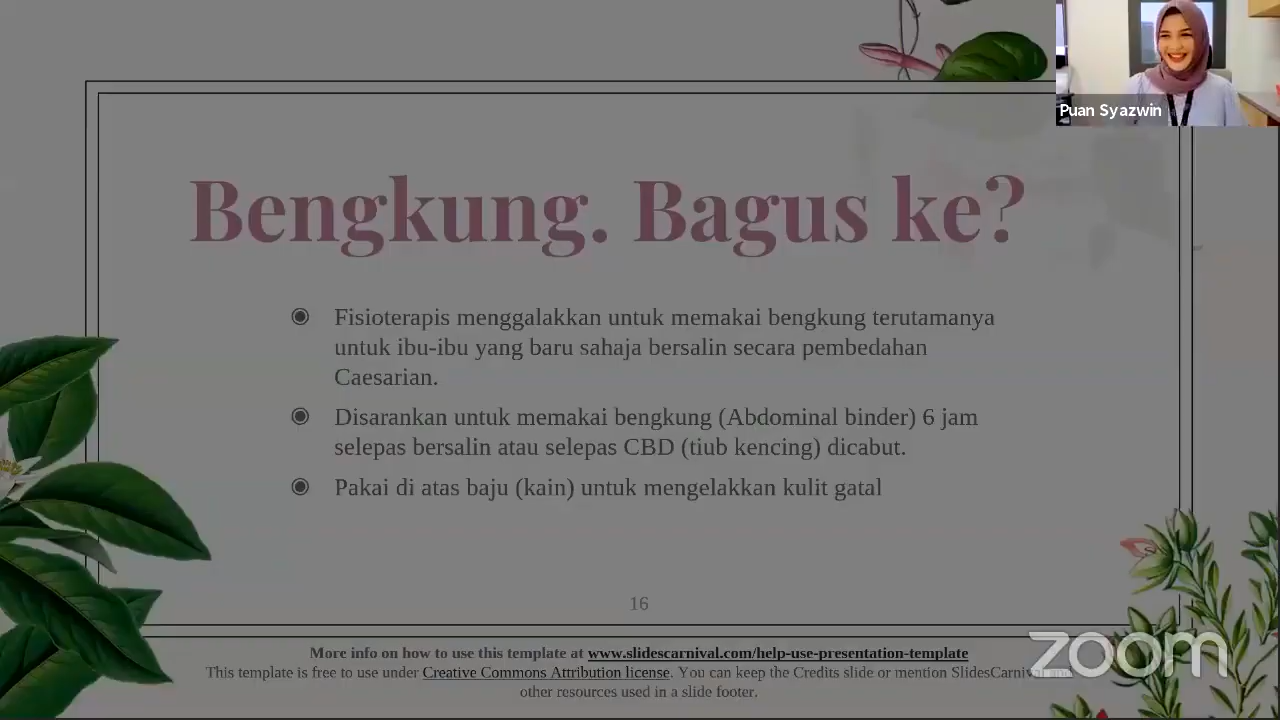 Puan Syazwin
Bengkung. Bagus ke?
Fisioterapis menggalakkan untuk memakai bengkung terutamanya
untuk ibu-ibu yang baru sahaja bersalin secara pembedahan
Caesarian.
Disarankan untuk memakai bengkung (Abdominal binder) 6 jam
selepas bersalin atau selepas CBD (tiub kencing) dicabut.
Pakai di atas baju (kain) untuk mengelakkan kulit gatal
16
More info on how to use this template at www.slidescarnival.com/help-use-presentation-template
This template is free to use under Creative Commons Attribution license. You can keep the Credits slide or mention SlidesCarnival and
other resources used in a slide footer.
zoom